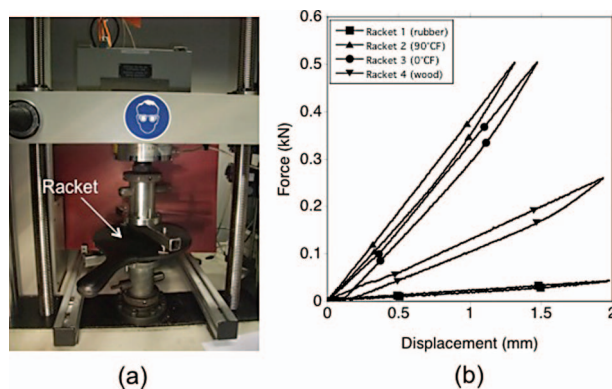 Racket
(a)
Force (kN)
0.6
0.5
0.4
0.3
0.2
0.1
0
Racket 1 (rubber)
Racket 2 (90°CF)
Racket 3 (0°CF)
Racket 4 (wood)
0 0.5 1 1.5 2
Displacement (mm)
(b)